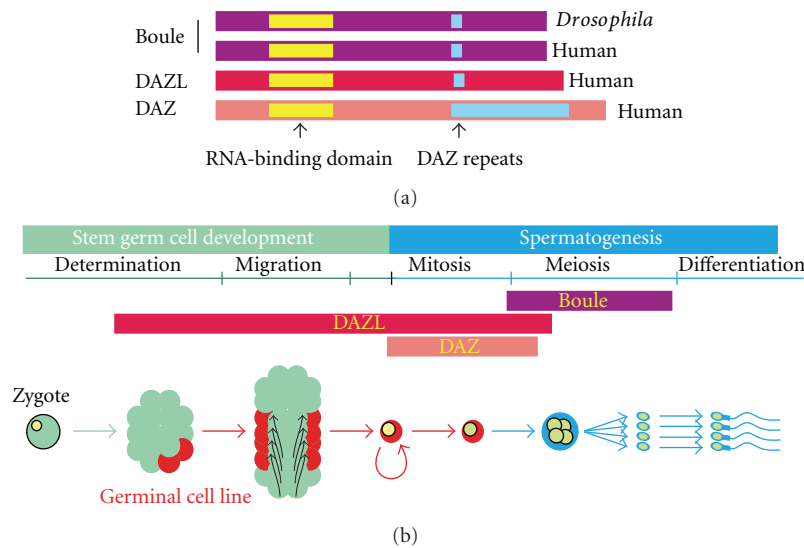 Drosophila
Boule
Human
DAZL
Human
DAZ
Human
RNA-binding domain
DAZ repeats
(a)
Stem germ cell development
Spermatogenesis
Determination
Migration
Mitosis
Meiosis
Differentiation
Boule
DAZL
DAZ
Zygote
Germinal cell line
(b)